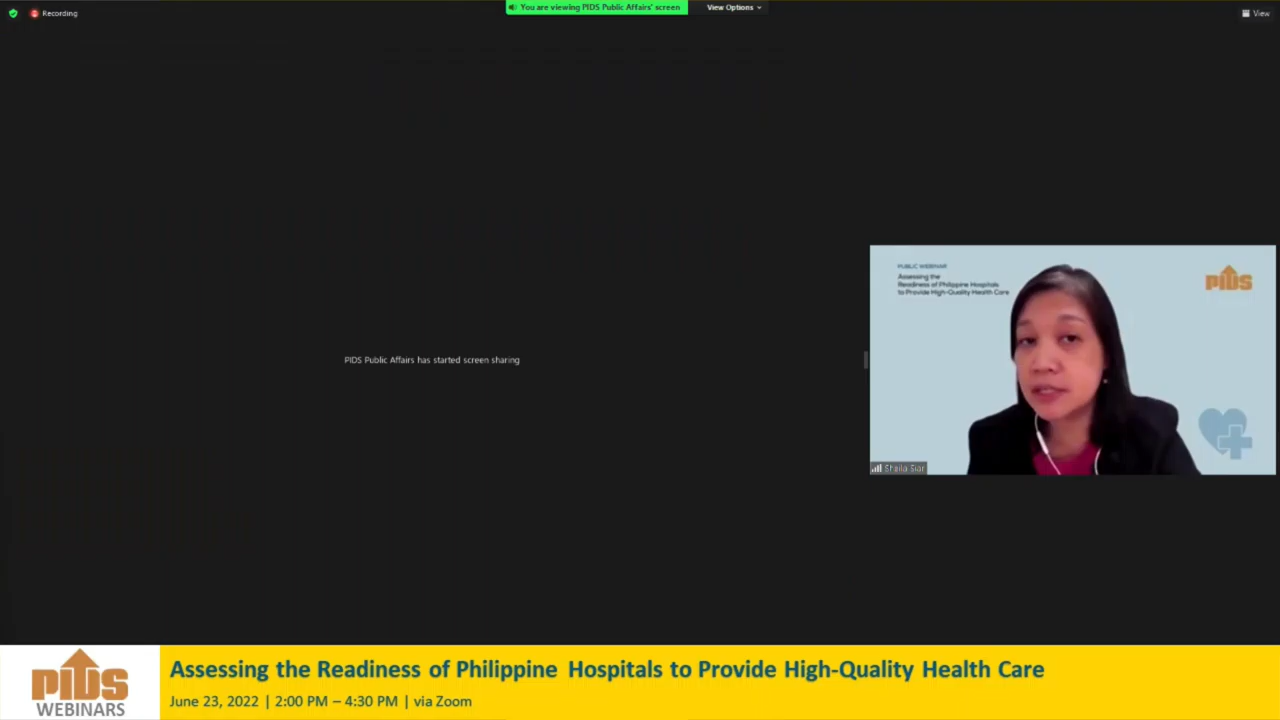 Recording
You are viewing PIDS Public Affairs' screen
View Options
View
PIDS Public Affairs has started screen sharing
PUBLIC WEBINAR
Assessing the
Readiness of Philippine Hospitals
to Provide High-Quality Health Care
PIDS
Sheila Siar
PIDS
WEBINARS
Assessing the Readiness of Philippine Hospitals to Provide High-Quality Health Care
June 23, 2022 | 2:00 PM – 4:30 PM | via Zoom